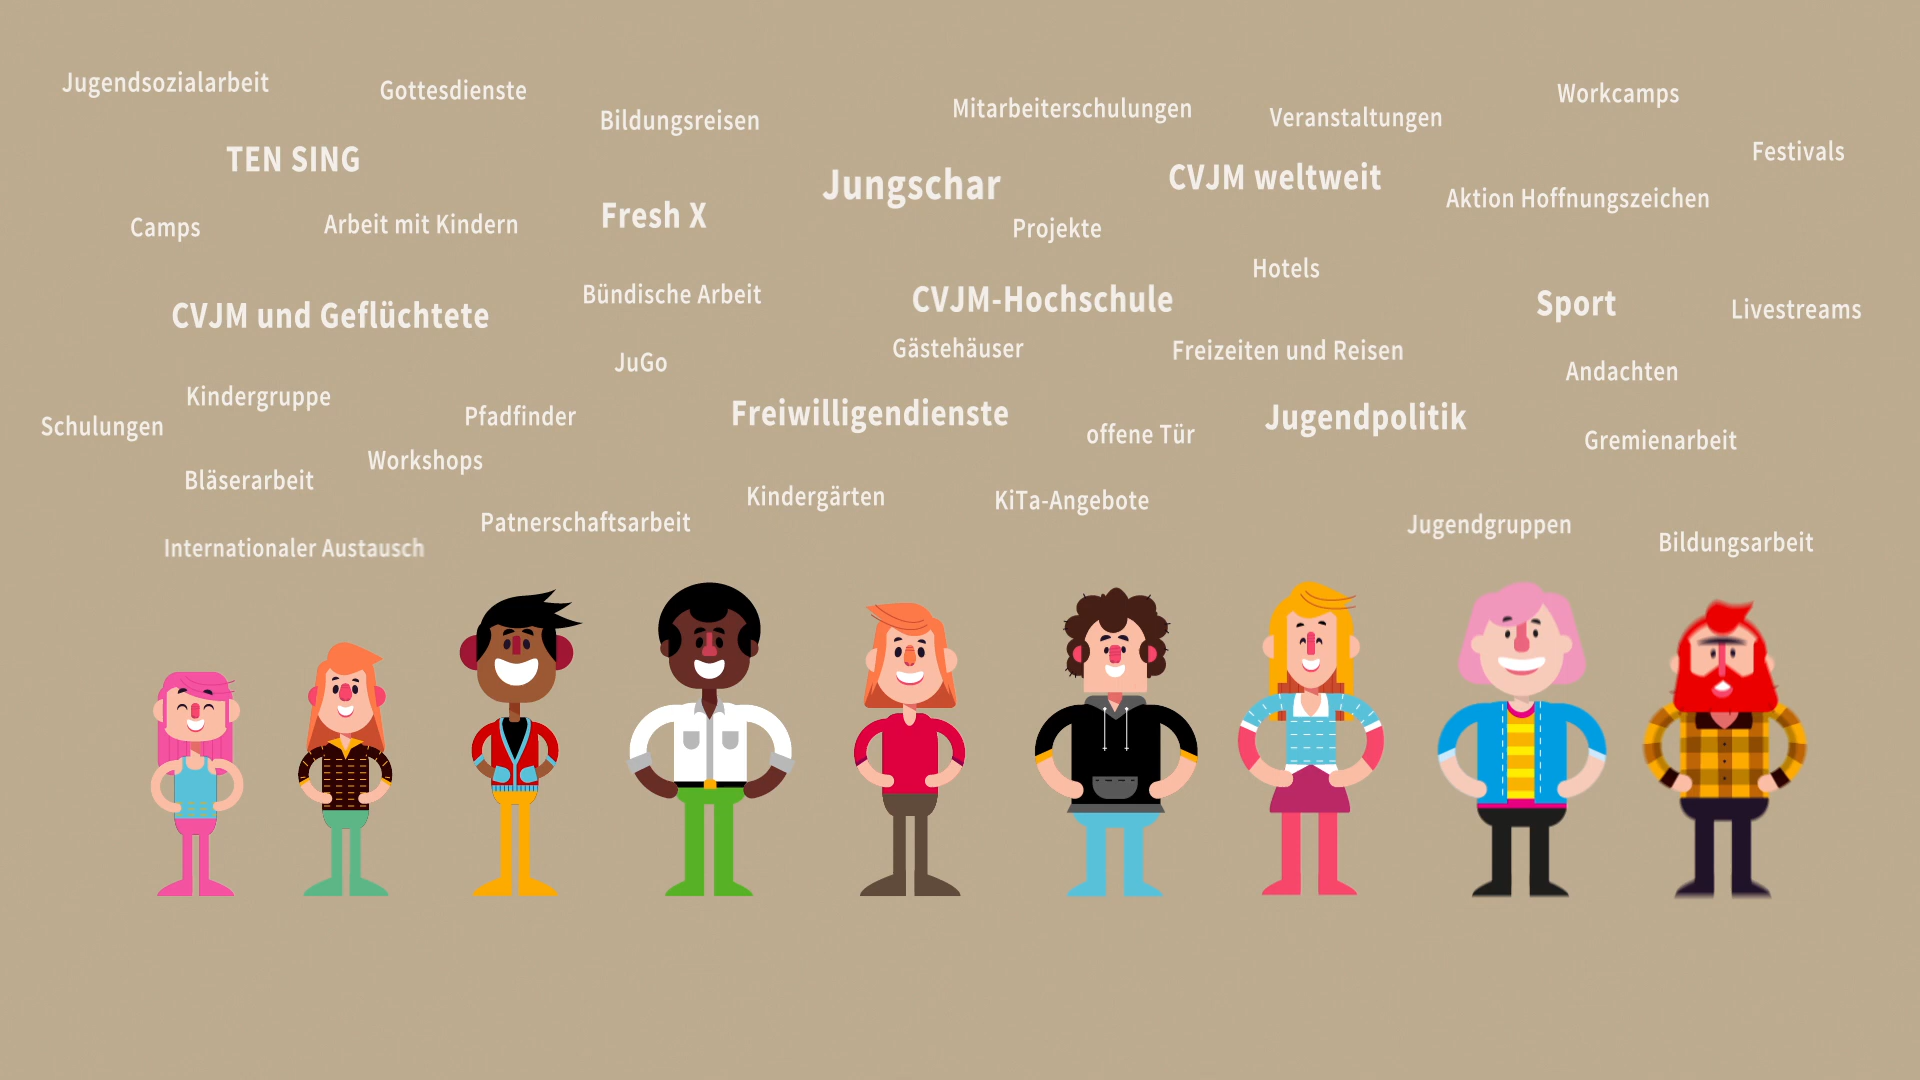 Jugendsozialarbeit
Gottesdienste
Bildungsreisen
Mitarbeiterschulungen
Veranstaltungen
Workcamps
Festivals
TEN SING
Jungschar
CVJM weltweit
Aktion Hoffnungszeichen
Camps
Arbeit mit Kindern
Fresh X
Projekte
Hotels
CVJM und Geflüchtete
Bündische Arbeit
CVJM-Hochschule
Sport
Livestreams
JuGo
Gästehäuser
Freizeiten und Reisen
Andachten
Kindergruppe
Schulungen
Pfadfinder
Freiwilligendienste
offene Tür
Jugendpolitik
Gremienarbeit
Workshops
Bläserarbeit
Kindergärten
KiTa-Angebote
Patnerschaftsarbeit
Jugendgruppen
Bildungsarbeit
Internationaler Austausch